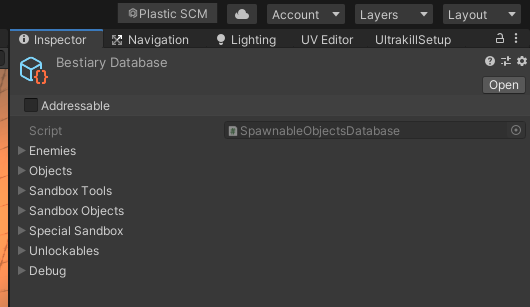 Plastic SCM Account Layers Layout
Inspector Navigation Lighting UV Editor UltrakillSetup
Bestiary Database
Open
Addressable
Script SpawnableObjectsDatabase
Enemies
Objects
Sandbox Tools
Sandbox Objects
Special Sandbox
Unlockables
Debug